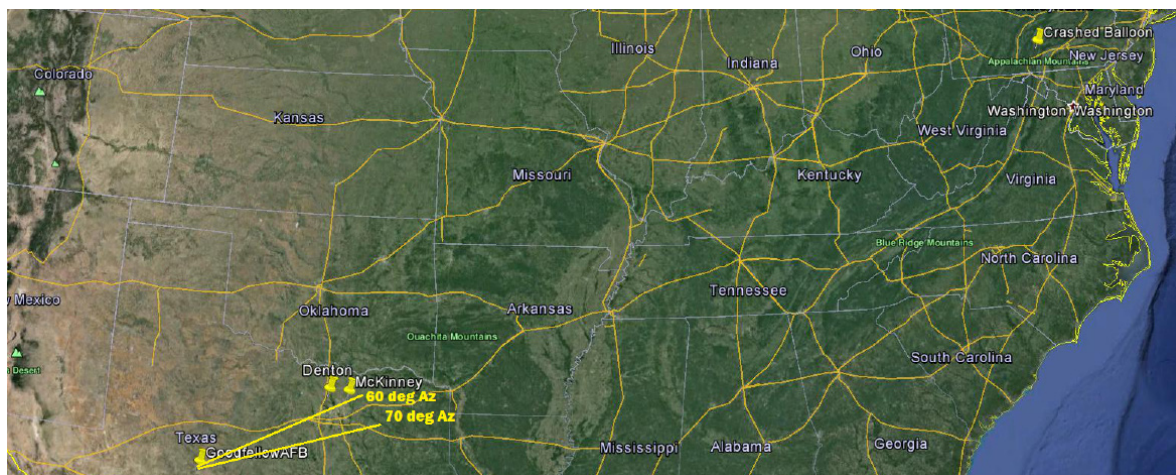 Crashed Balloon
Illinois
Ohio
Indiana
Appalachian Mountains
New Jersey
Colorado
Maryland
Kansas
Washington Washington
West Virginia
Missouri
Kentucky
Virginia
Blue Ridge Mountains
North Carolina
Tennessee
Mexico
Oklahoma
Arkansas
Ouachita Mountains
South Carolina
Desert
Denton
McKinney
60 deg Az
70 deg Az
Texas
GoodfellowAFB
Mississippi
Alabama
Georgia